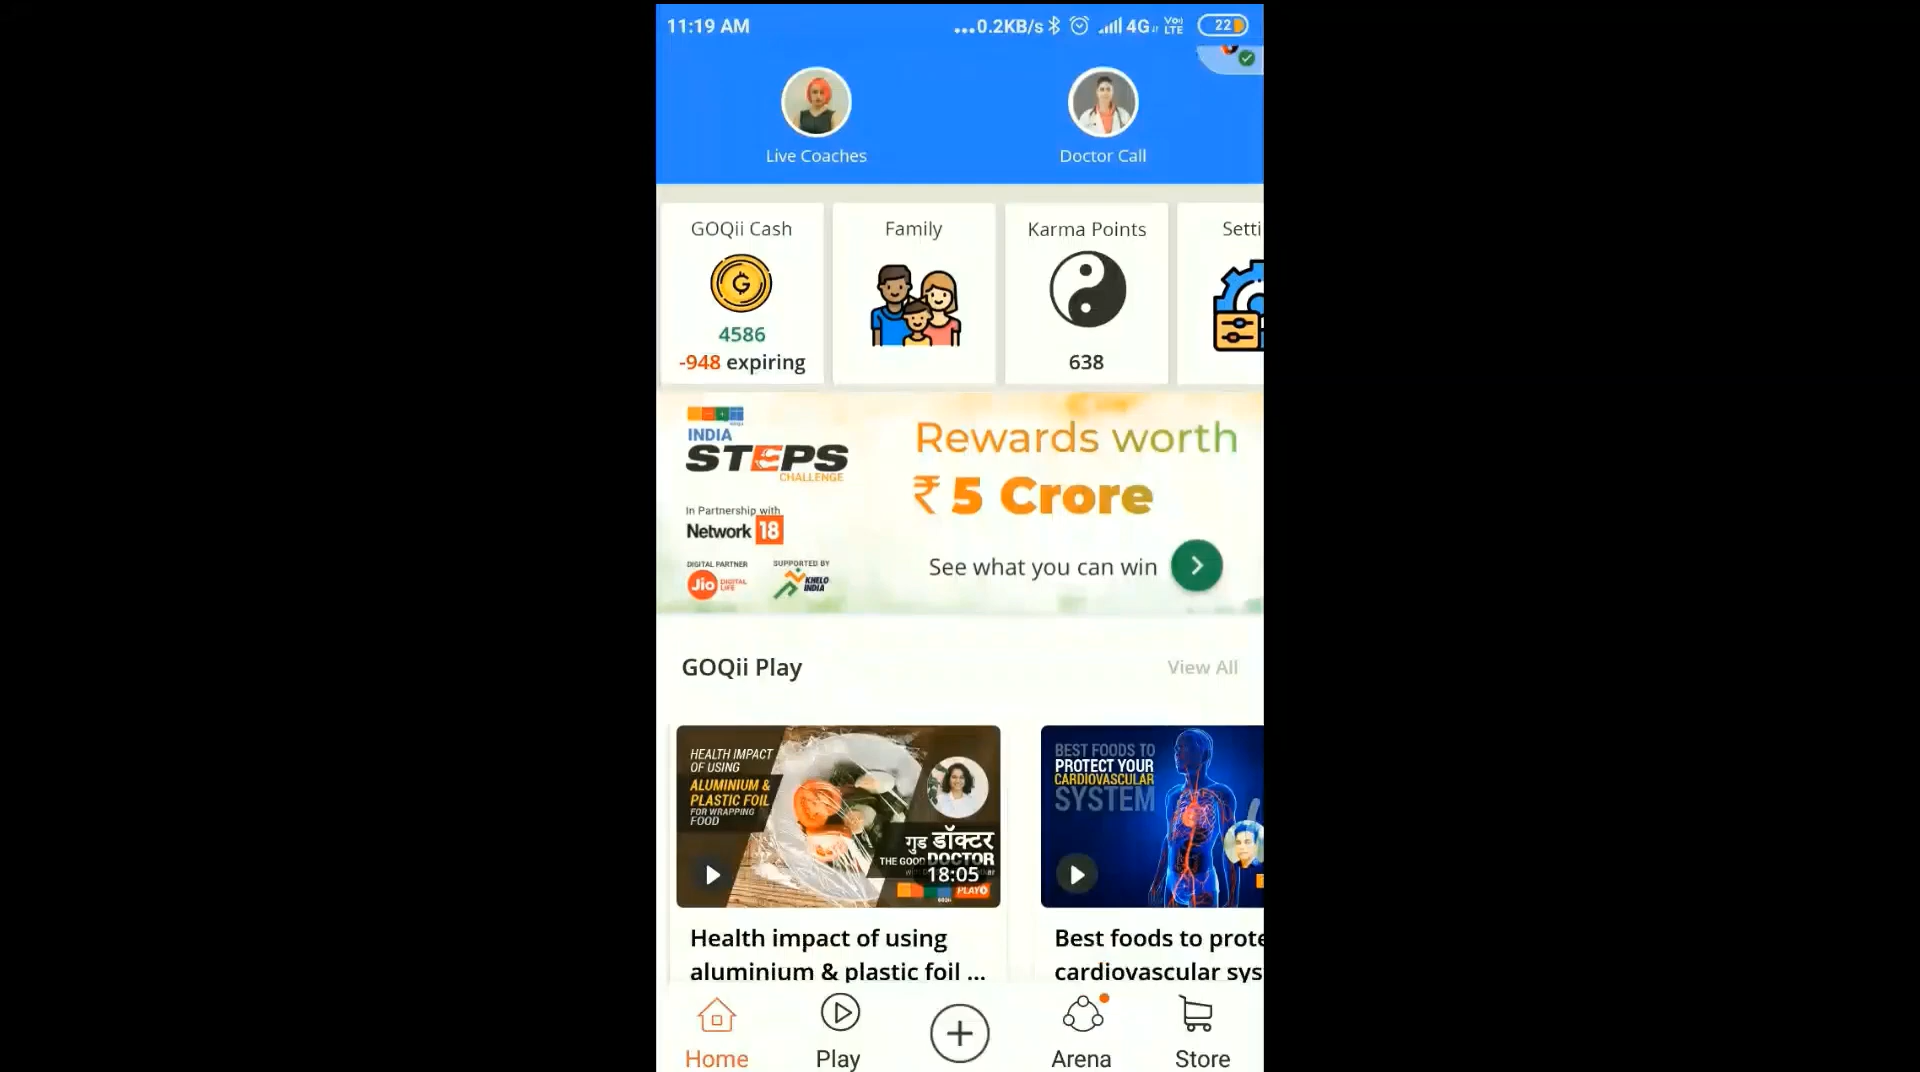 11:19 AM
...0.2KB/s 4G Vo) LTE 22
Live Coaches
Doctor Call
GOQii Cash
4586
-948 expiring
Family
Karma Points
638
Setti
INDIA
STEPS
CHALLENGE
In Partnership with
Network 18
DIGITAL PARTNER
Jio DIGITAL LIFE
SUPPORTED BY
KHELO INDIA
Rewards worth
₹ 5 Crore
See what you can win
GOQii Play
View All
HEALTH IMPACT
OF USING
ALUMINIUM &
PLASTIC FOIL
FOR WRAPPING
FOOD
गुड डॉक्टर
THE GOOD DOCTOR
18:05
PLAY
Health impact of using
aluminium & plastic foil ...
BEST FOODS TO
PROTECT YOUR
CARDIOVASCULAR
SYSTEM
Best foods to prote
cardiovascular sys
Home
Play
Arena
Store